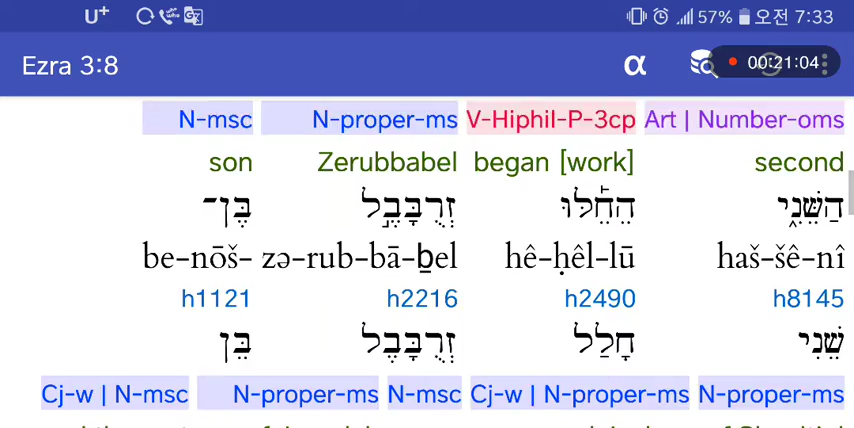 U+ 57% 오전 7:33
Ezra 3:8 α 00:21:04
N-msc N-proper-ms V-Hiphil-P-3cp Art | Number-oms
son Zerubbabel began [work] second
הַשֵּׁנִ֑י הֵחֵ֡לּוּ זְרֻבָּבֶ֣ל בֶּן־
be-nōš- zə-rub-bā-ḇel hê-ḥêl-lū haš-šê-nî
h1121 h2216 h2490 h8145
שֵׁנִי חָלַל זְרֻבָּבֶל בֵּן
Cj-w | N-msc N-proper-ms N-msc Cj-w | N-proper-ms N-proper-ms